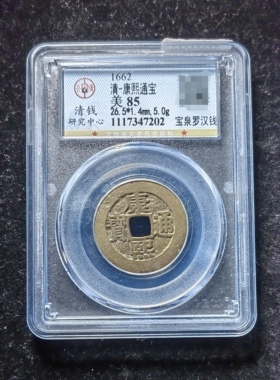 1662
清-康熙通宝
美 85
26.5*1.4mm,5.0g
清钱
研究中心
1117347202
宝泉罗汉钱
康熙通寶